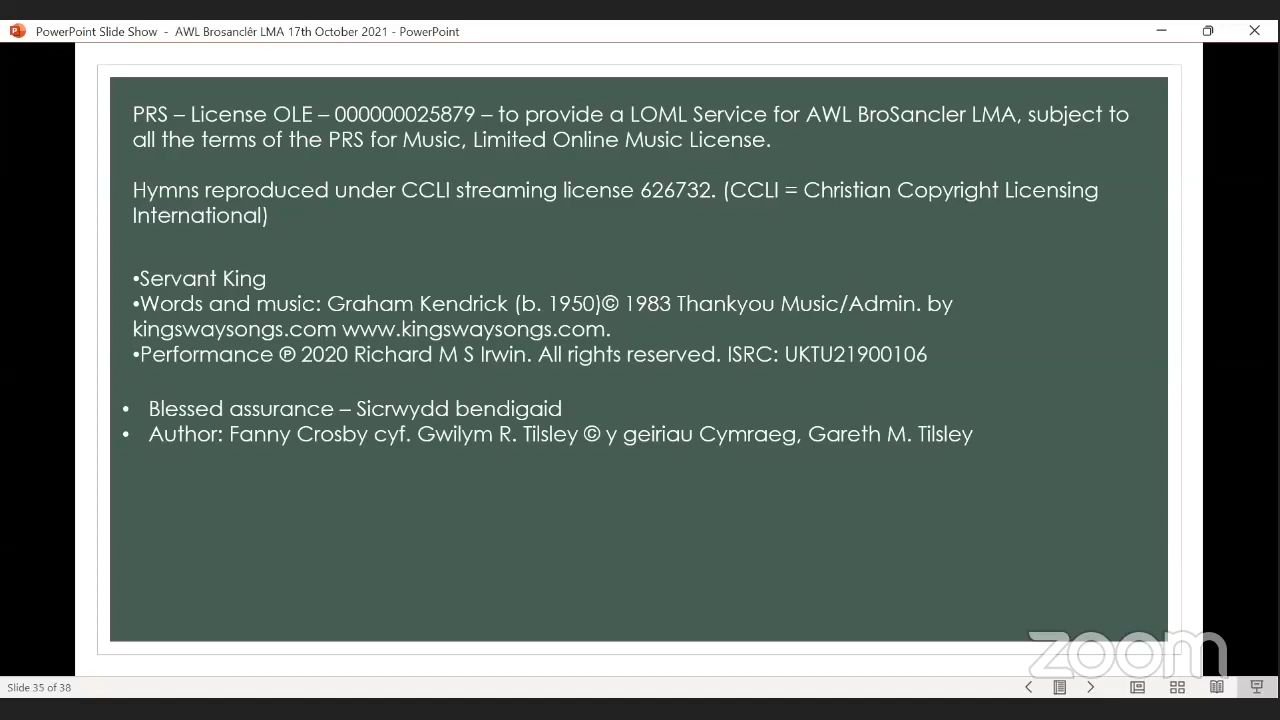 PowerPoint Slide Show - AWL Brosanclêr LMA 17th October 2021 - PowerPoint
PRS – License OLE – 000000025879 – to provide a LOML Service for AWL BroSancler LMA, subject to
all the terms of the PRS for Music, Limited Online Music License.
Hymns reproduced under CCLI streaming license 626732. (CCLI = Christian Copyright Licensing
International)
•Servant King
•Words and music: Graham Kendrick (b. 1950)© 1983 Thankyou Music/Admin. by
kingswaysongs.com www.kingswaysongs.com.
•Performance ℗ 2020 Richard M S Irwin. All rights reserved. ISRC: UKTU21900106
• Blessed assurance – Sicrwydd bendigaid
• Author: Fanny Crosby cyf. Gwilym R. Tilsley © y geiriau Cymraeg, Gareth M. Tilsley
zoom
Slide 35 of 38